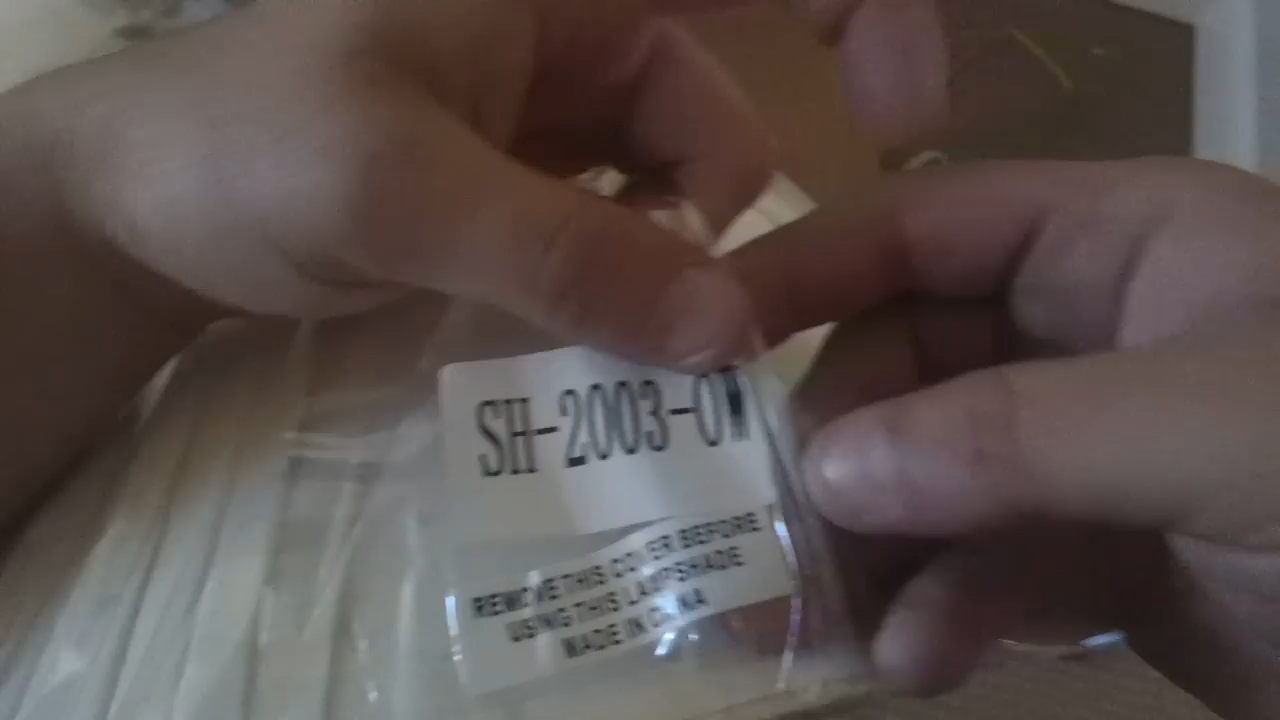 SH-2003-OW
REMOVE THIS COVER BEFORE
USING THIS LAMPSHADE
MADE IN CHINA